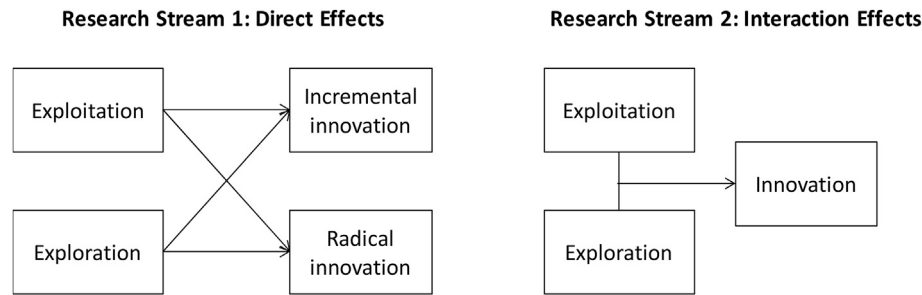 Research Stream 1: Direct Effects
Exploitation
Incremental
innovation
Exploration
Radical
innovation
Research Stream 2: Interaction Effects
Exploitation
Innovation
Exploration